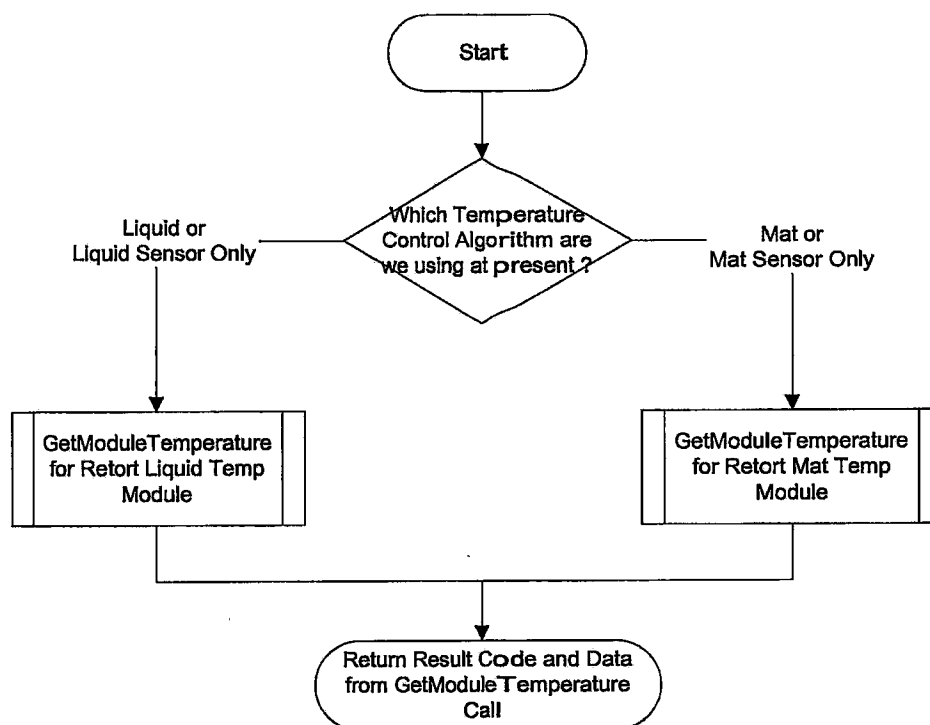 Start
Which Temperature
Control Algorithm are
we using at present ?
Liquid or
Liquid Sensor Only
Mat or
Mat Sensor Only
GetModuleTemperature
for Retort Liquid Temp
Module
GetModuleTemperature
for Retort Mat Temp
Module
Return Result Code and Data
from GetModuleTemperature
Call